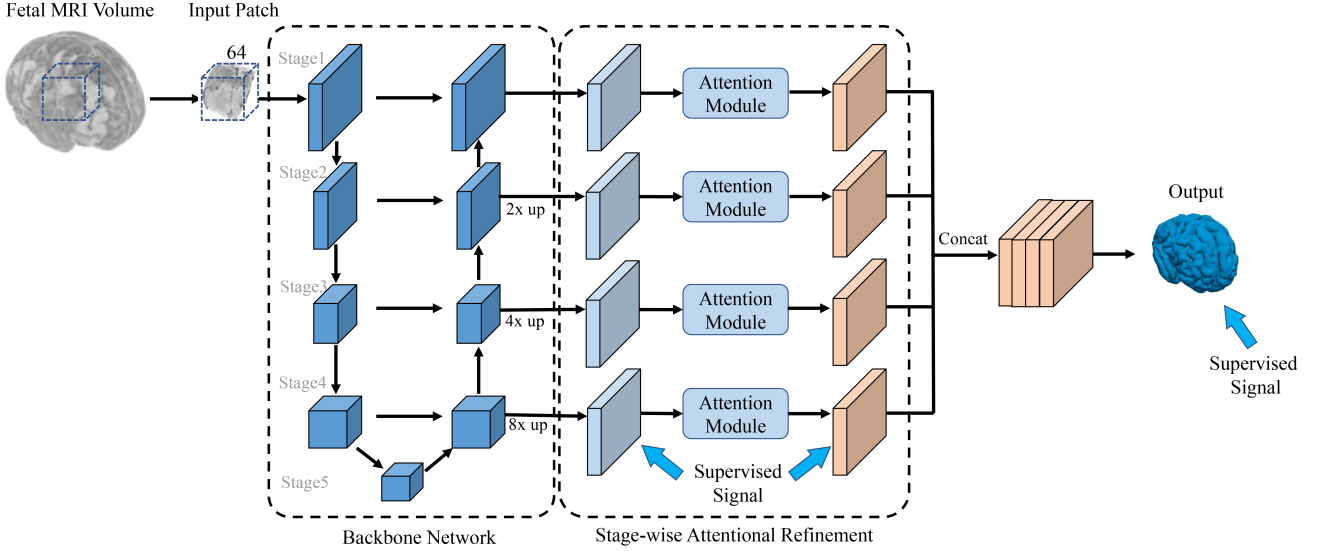 Fetal MRI Volume
Input Patch
64
Stage1
Attention
Module
Stage2
Attention
Module
2x up
Output
Concat
Stage3
Attention
Module
4x up
Supervised
Signal
Stage4
Attention
Module
8x up
Stage5
Supervised
Signal
Backbone Network
Stage-wise Attentional Refinement